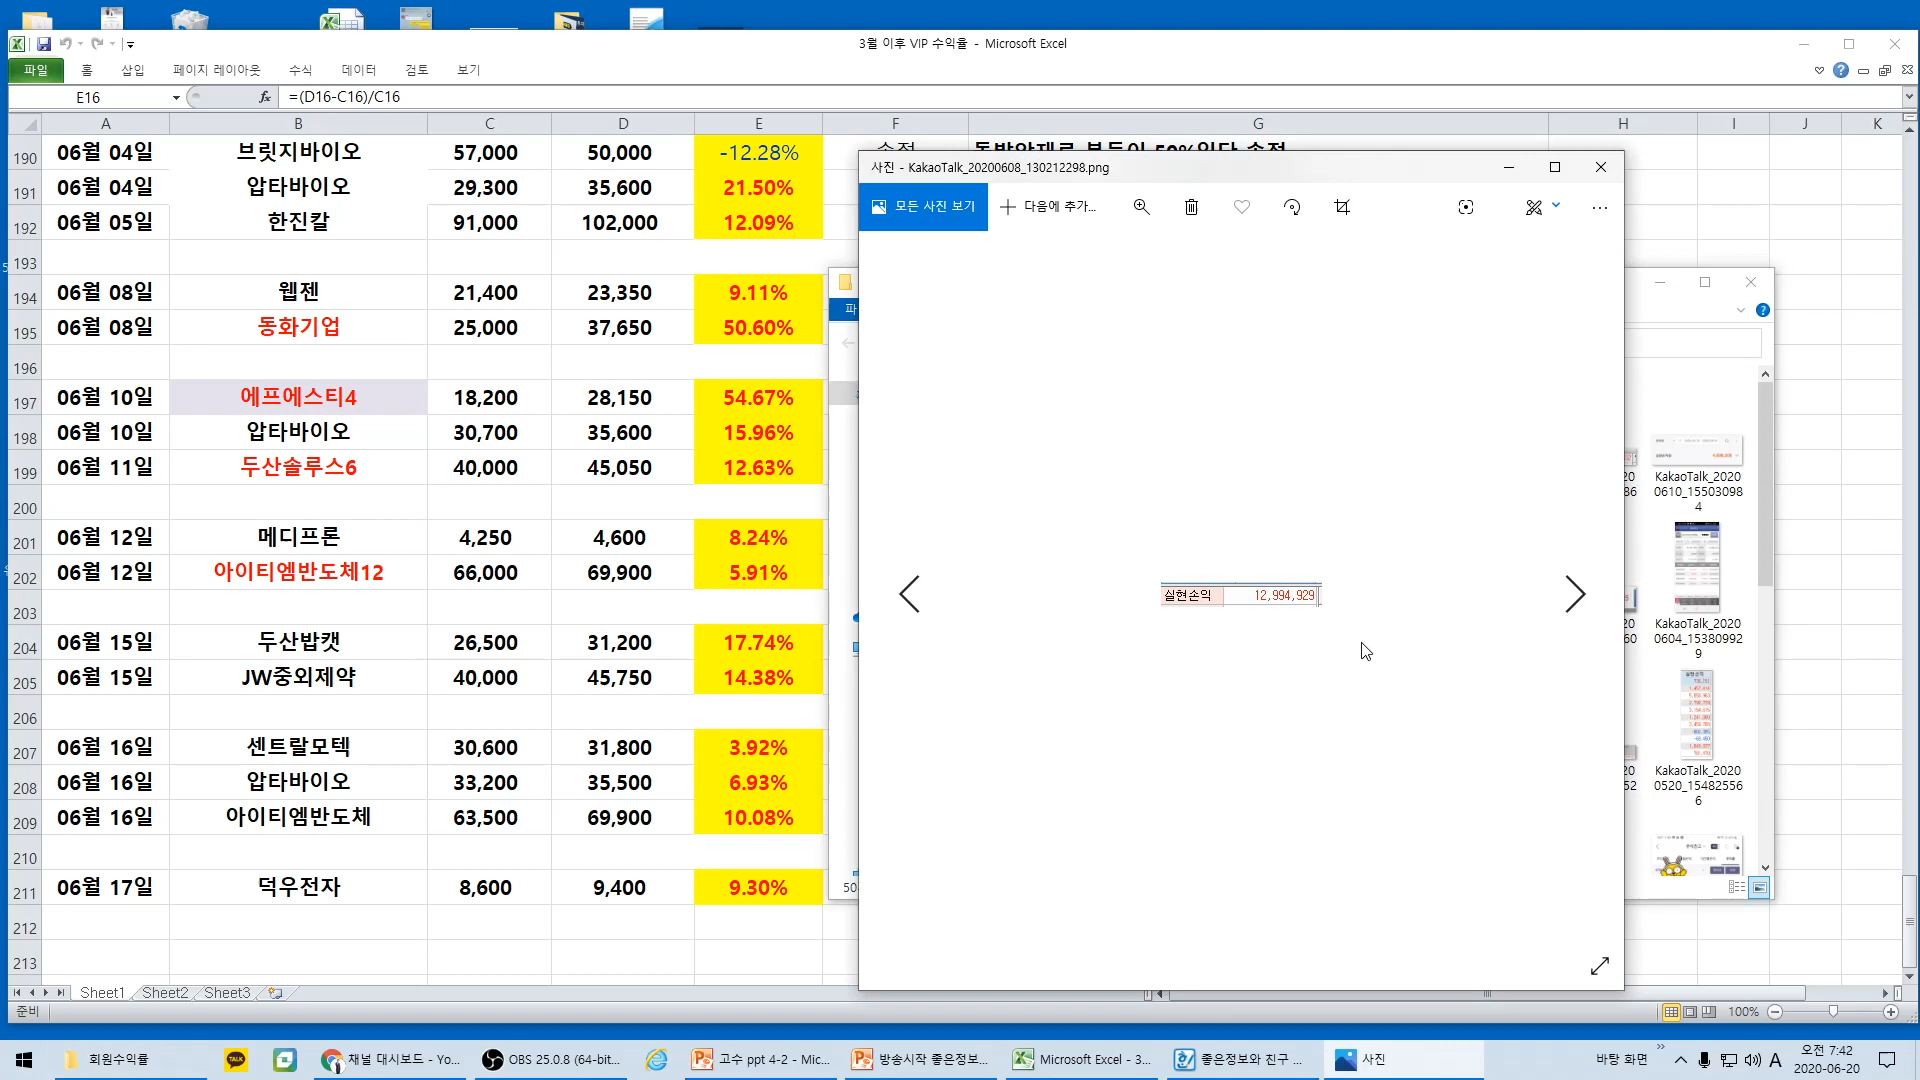 3월 이후 VIP 수익율 - Microsoft Excel
파일 홈 삽입 페이지 레이아웃 수식 데이터 검토 보기
E16 fx =(D16-C16)/C16
A B C D E F G H I J K
190 06월 04일 브릿지바이오 57,000 50,000 -12.28%
191 06월 04일 압타바이오 29,300 35,600 21.50%
192 06월 05일 한진칼 91,000 102,000 12.09%
193
194 06월 08일 웹젠 21,400 23,350 9.11%
195 06월 08일 동화기업 25,000 37,650 50.60%
196
197 06월 10일 에프에스티4 18,200 28,150 54.67%
198 06월 10일 압타바이오 30,700 35,600 15.96%
199 06월 11일 두산솔루스6 40,000 45,050 12.63%
200
201 06월 12일 메디프론 4,250 4,600 8.24%
202 06월 12일 아이티엠반도체12 66,000 69,900 5.91%
203
204 06월 15일 두산밥캣 26,500 31,200 17.74%
205 06월 15일 JW중외제약 40,000 45,750 14.38%
206
207 06월 16일 센트랄모텍 30,600 31,800 3.92%
208 06월 16일 압타바이오 33,200 35,500 6.93%
209 06월 16일 아이티엠반도체 63,500 69,900 10.08%
210
211 06월 17일 덕우전자 8,600 9,400 9.30%
212
213
사진 - KakaoTalk_20200608_130212298.png
모든 사진 보기 다음에 추가...
실현손익 12,994,929
파
50
KakaoTalk_2020
0610_15503098
4
KakaoTalk_2020
0604_15380992
9
KakaoTalk_2020
0520_15482556
6
Sheet1 Sheet2 Sheet3
준비 100%
회원수익율
TALK
채널 대시보드 - Yo...
OBS 25.0.8 (64-bit...
고수 ppt 4-2 - Mic...
방송시작 좋은정보...
Microsoft Excel - 3...
좋은정보와 친구 ...
사진
바탕 화면
A
오전 7:42
2020-06-20